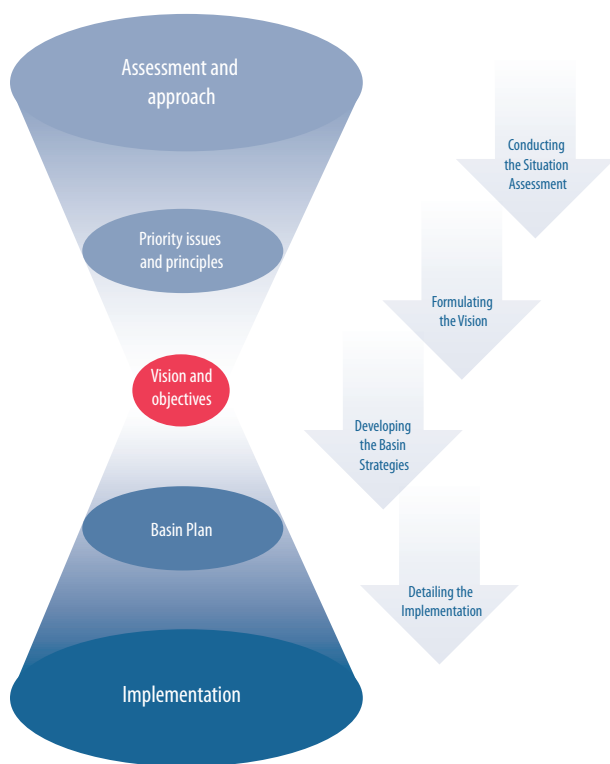 Assessment and
approach
Conducting
the Situation
Assessment
Priority issues
and principles
Formulating
the Vision
Vision and
objectives
Developing
the Basin
Strategies
Basin Plan
Detailing the
Implementation
Implementation